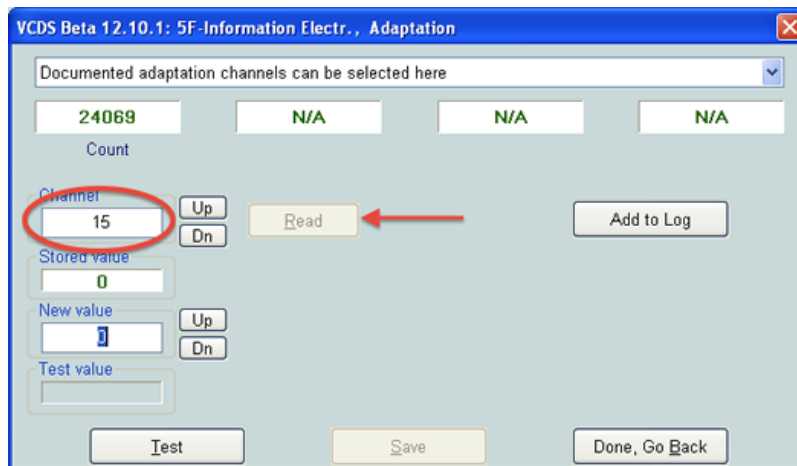 VCDS Beta 12.10.1: 5F-Information Electr., Adaptation
Documented adaptation channels can be selected here
24069 N/A N/A N/A
Count
Channel
15 Up Read Add to Log
Dn
Stored value
0
New value
0 Up
Dn
Test value
Test Save Done, Go Back